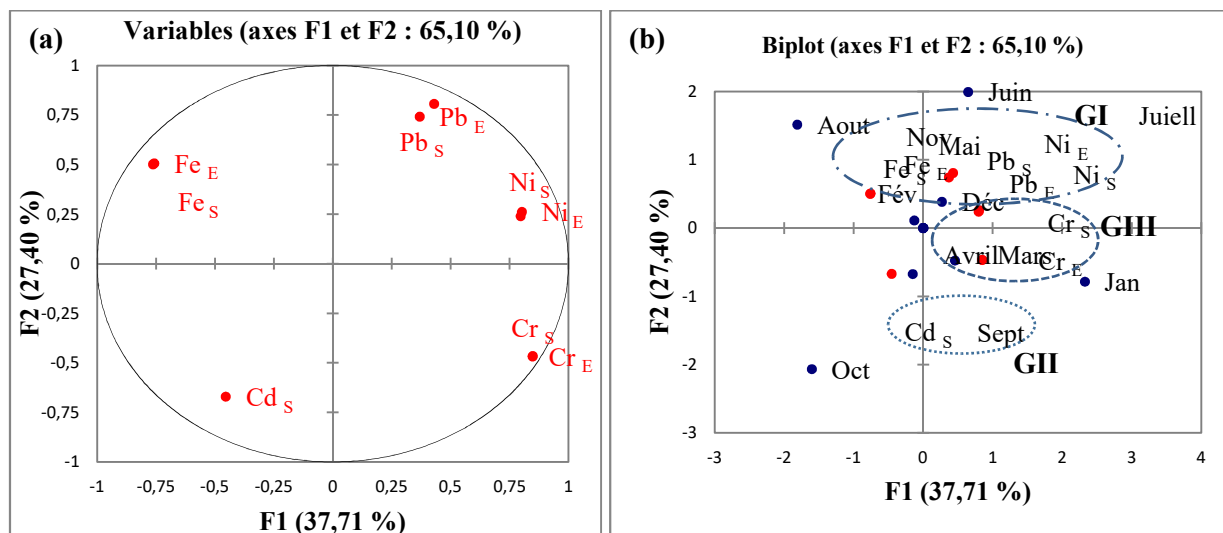 (a) Variables (axes F1 et F2 : 65,10 %)
1
0,75
0,5
0,25
0
-0,25
-0,5
-0,75
-1
F2 (27,40 %)
Pb E
Pb S
Fe E
Fe S
Ni S
Ni E
Cr S
Cr E
Cd S
-1 -0,75 -0,5 -0,25 0 0,25 0,5 0,75 1
F1 (37,71 %)
(b) Biplot (axes F1 et F2 : 65,10 %)
2
1
0
-1
-2
-3
F2 (27,40 %)
Juin
GI Juiell
Aout
Nov Mai Ni E
Fe S Fe E Pb S
Pb E Ni S
Fév Déc
Cr S GIII
Avril Mars Cr E
Jan
Cd S Sept
GII
Oct
-3 -2 -1 0 1 2 3 4
F1 (37,71 %)